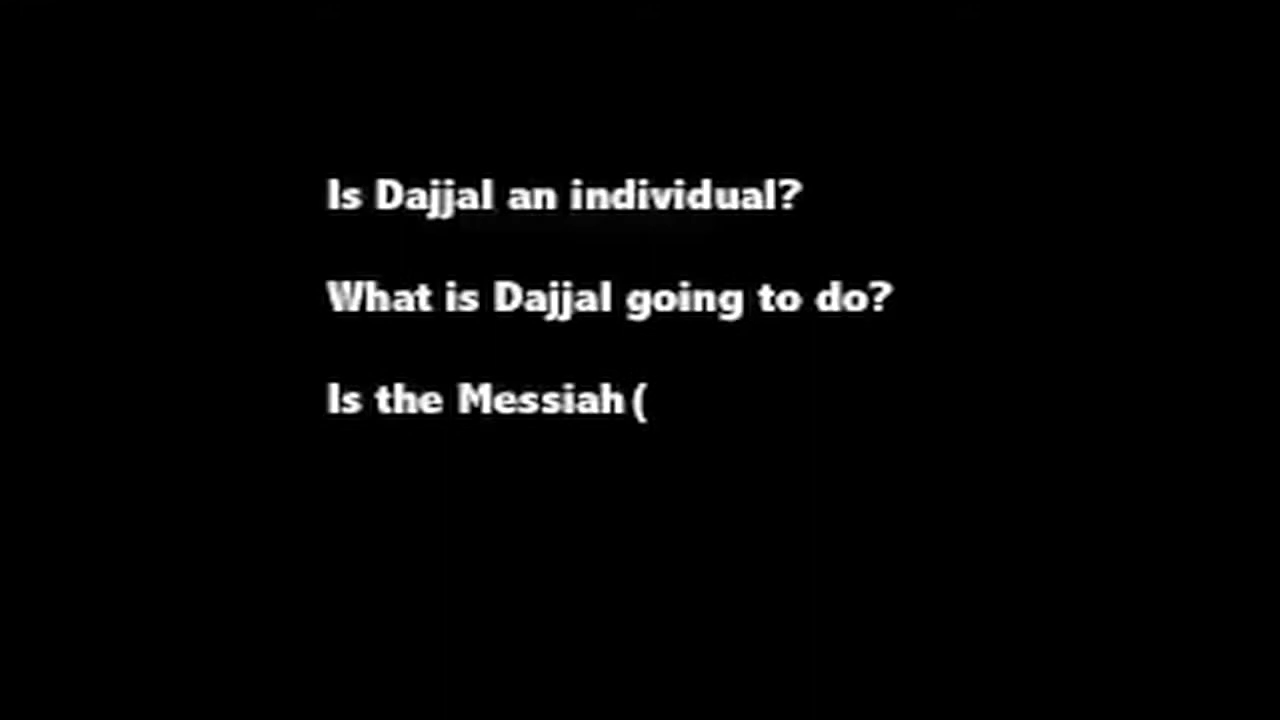 Is Dajjal an individual?
What is Dajjal going to do?
Is the Messiah (